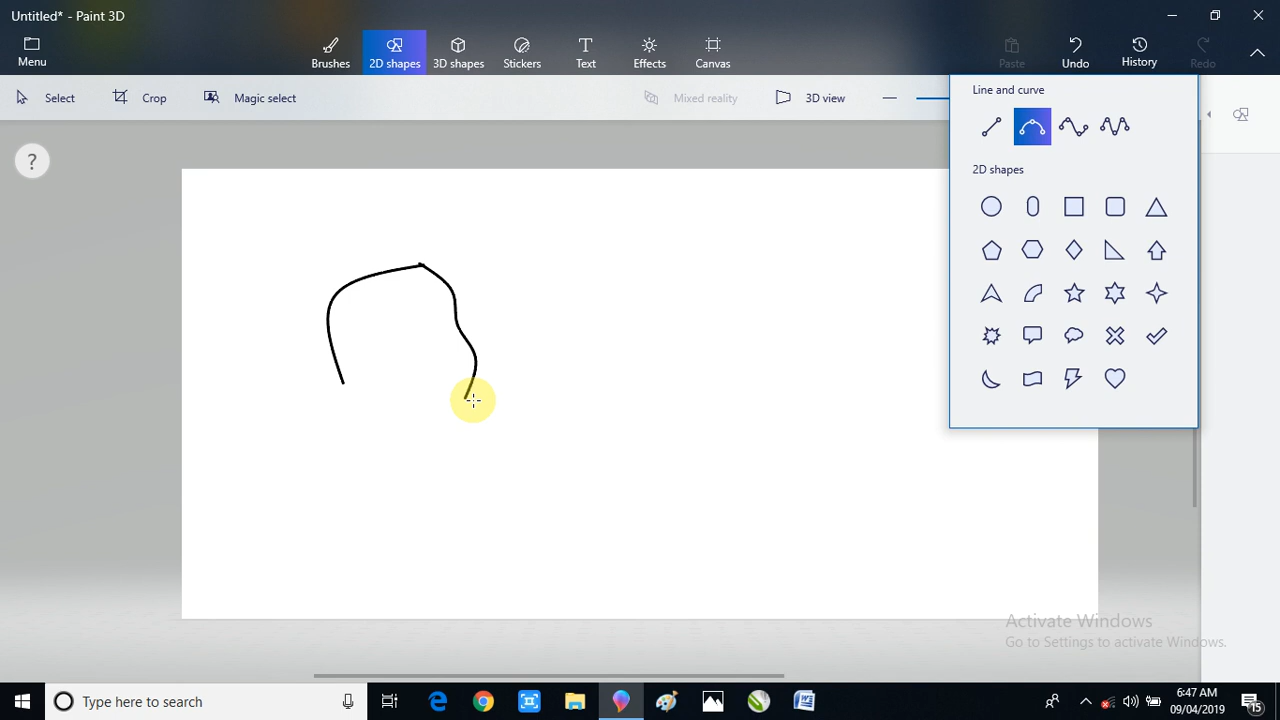 Untitled* - Paint 3D
Menu
Brushes
2D shapes
3D shapes
Stickers
Text
Effects
Canvas
Paste
Undo
History
Redo
Select
Crop
Magic select
Mixed reality
3D view
Line and curve
2D shapes
?
Activate Windows
Go to Settings to activate Windows.
Type here to search
6:47 AM
09/04/2019
15